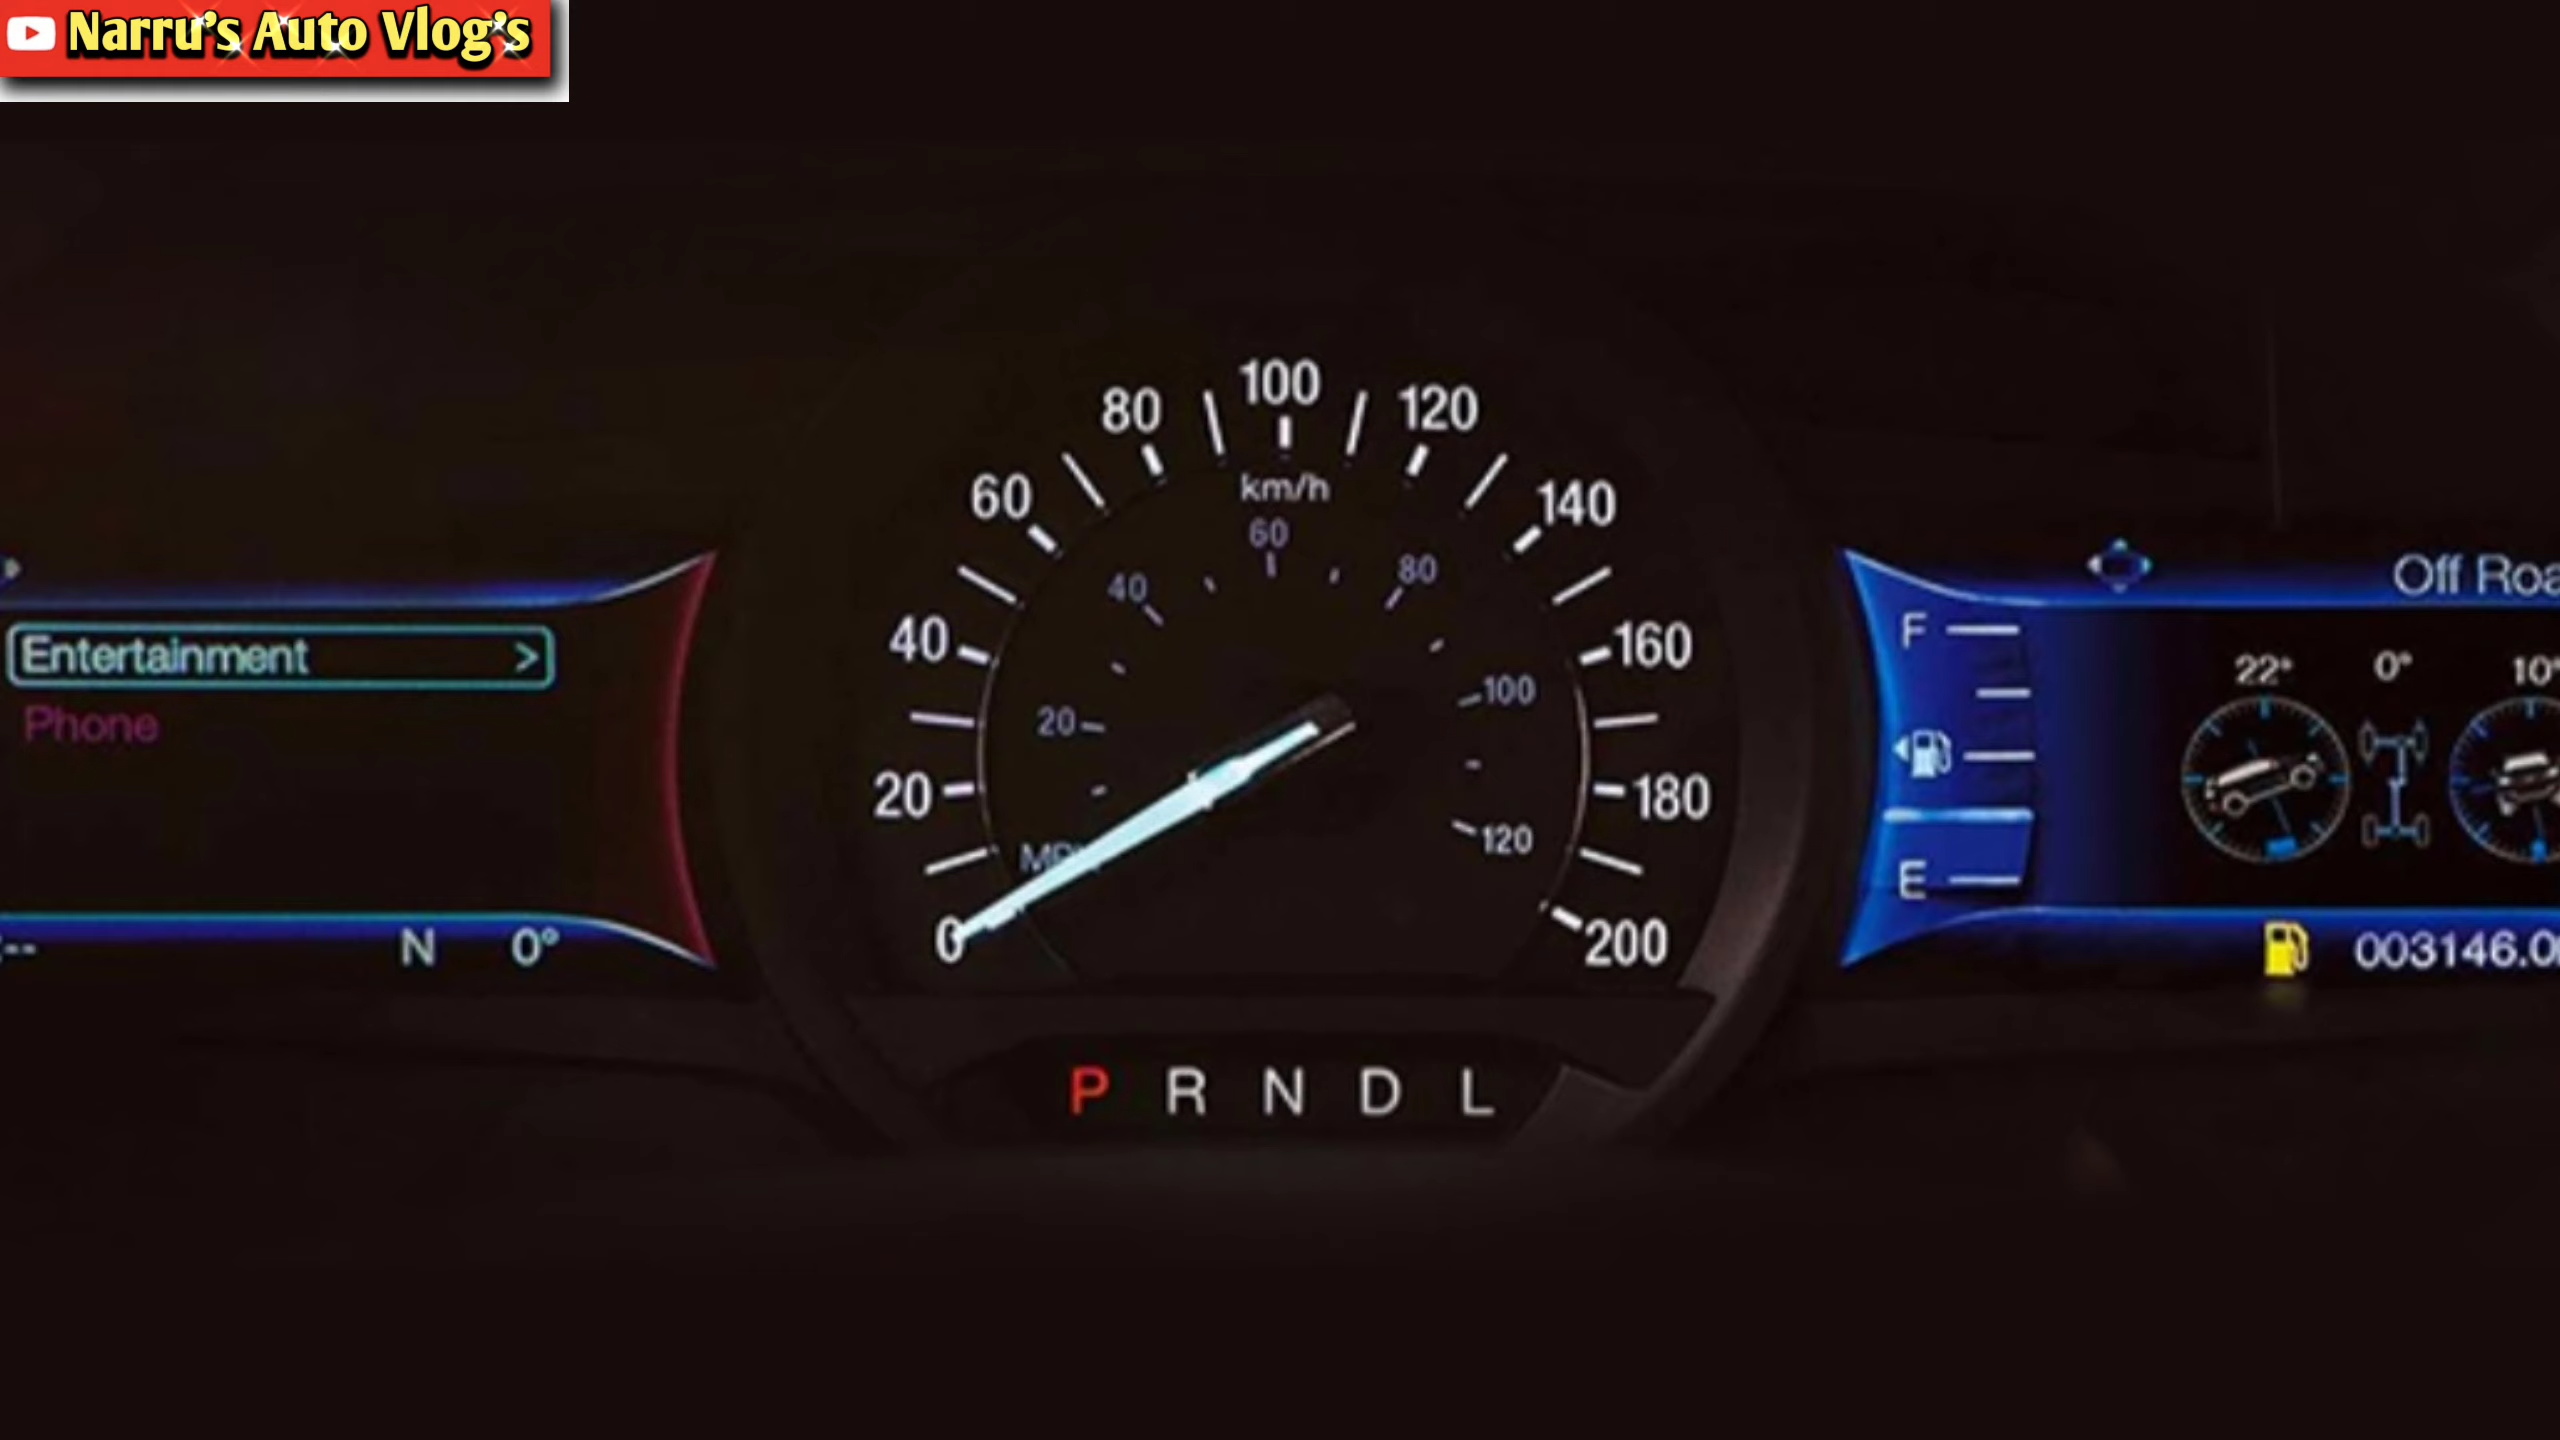 Narru's Auto Vlog's
Entertainment >
Phone
--
N 0°
0
20
40
60
80
100
120
140
160
180
200
km/h
20
40
60
80
100
120
P R N D L
F
E
Off Roa
22° 0° 10°
003146.0